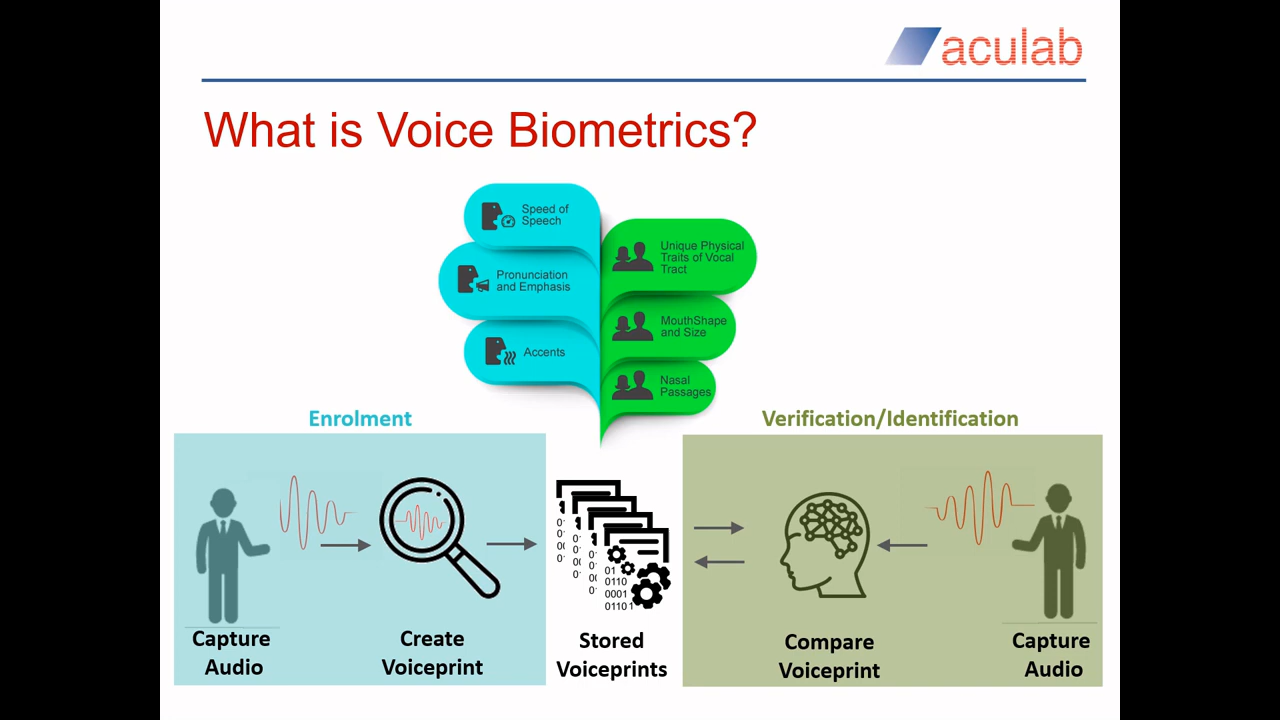 aculab
What is Voice Biometrics?
Speed of
Speech
Pronunciation
and Emphasis
Accents
Unique Physical
Traits of Vocal
Tract
MouthShape
and Size
Nasal
Passages
Enrolment
Verification/Identification
Capture
Audio
Create
Voiceprint
01
0110
0001
0110 1
Stored
Voiceprints
Compare
Voiceprint
Capture
Audio